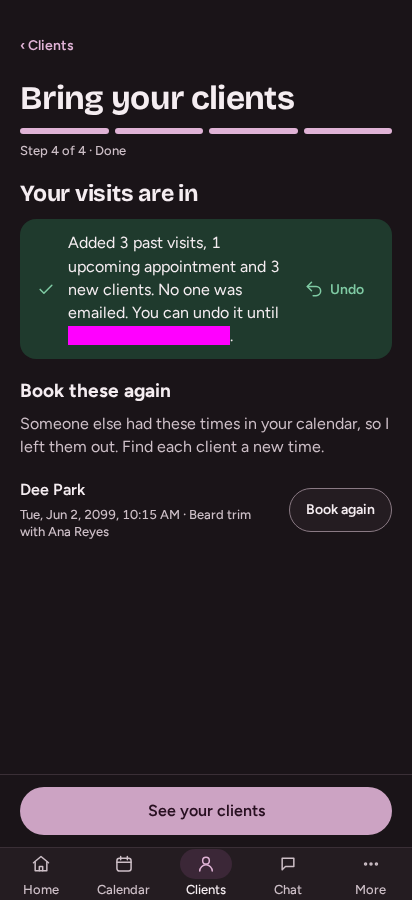 ‹ Clients
Bring your clients
Step 4 of 4 · Done
Your visits are in
Added 3 past visits, 1
upcoming appointment and 3
new clients. No one was
emailed. You can undo it until
.
Undo
Book these again
Someone else had these times in your calendar, so I
left them out. Find each client a new time.
Dee Park
Tue, Jun 2, 2099, 10:15 AM · Beard trim
with Ana Reyes
Book again
See your clients
Home
Calendar
Clients
Chat
More